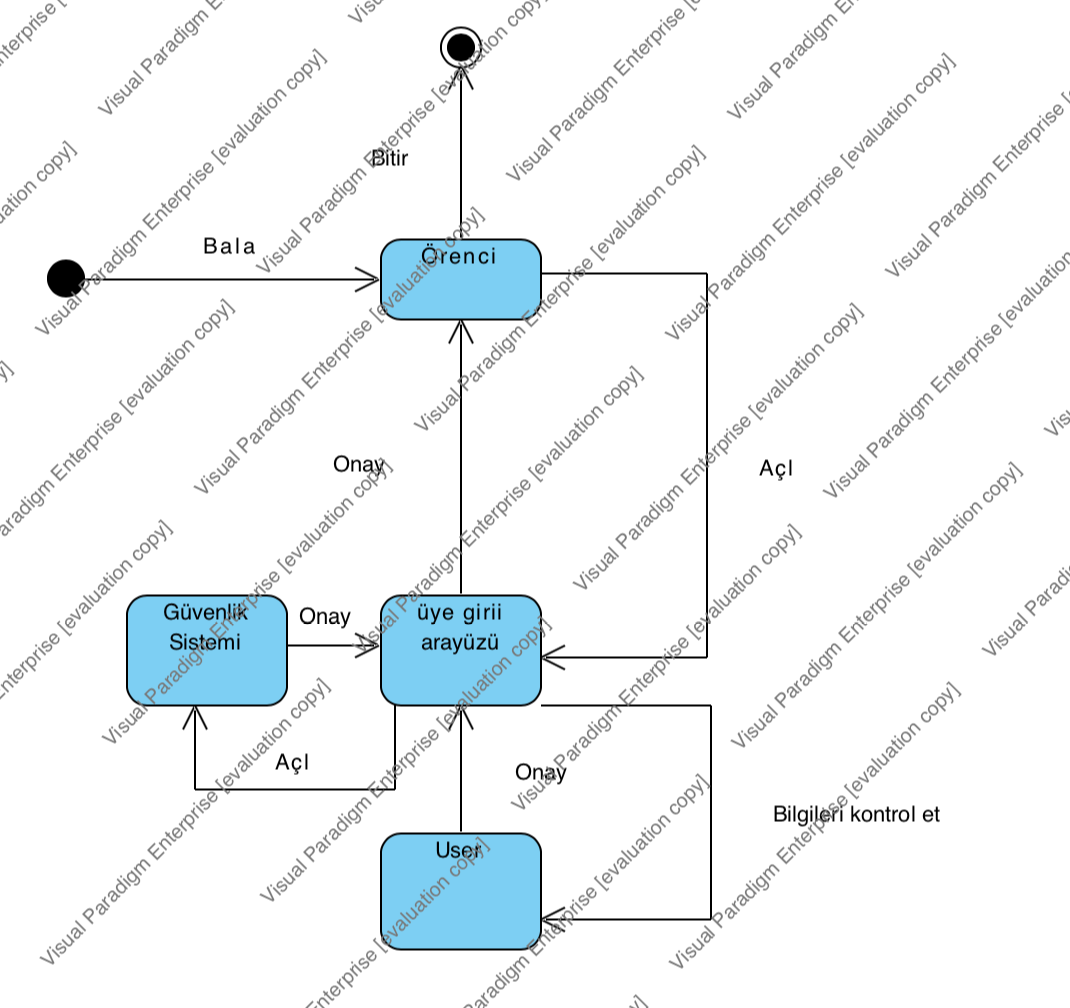 Bitir
Bala
Örenci
Onay
Açl
Güvenlik
Sistemi
Onay
üye girii
arayüzü
Açl
Onay
Bilgileri kontrol et
User
Visual Paradigm Enterprise [evaluation copy]